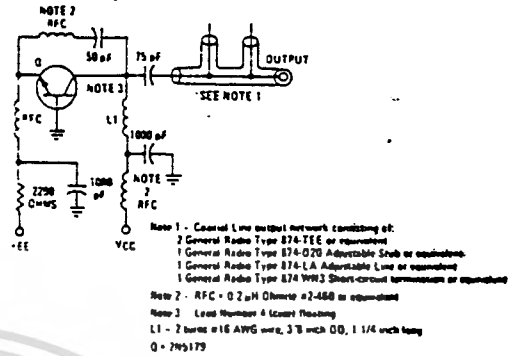 NOTE 2
RFC
50 pF
75 pF
OUTPUT
Q
NOTE 3
SEE NOTE 1
RFC
L1
1000 pF
1000
pF
NOTE
2
RFC
OHMS
VCC
Note 1 - Coaxial Line output network consisting of:
2 General Radio Type 874-TEE or equivalent
1 General Radio Type 874-D20 Adjustable Stub or equivalent
1 General Radio Type 874-LA Adjustable Line or equivalent
1 General Radio Type 874-WN3 Short-circuit termination or equivalent
Note 2 - RFC = 0.2 µH Ohmite #Z-460 or equivalent
Note 3 Lead Number 4 (case) floating
L1 - 2 turns #16 AWG wire, 3/8 inch OD, 1 1/4 inch long
Q = 2N5179